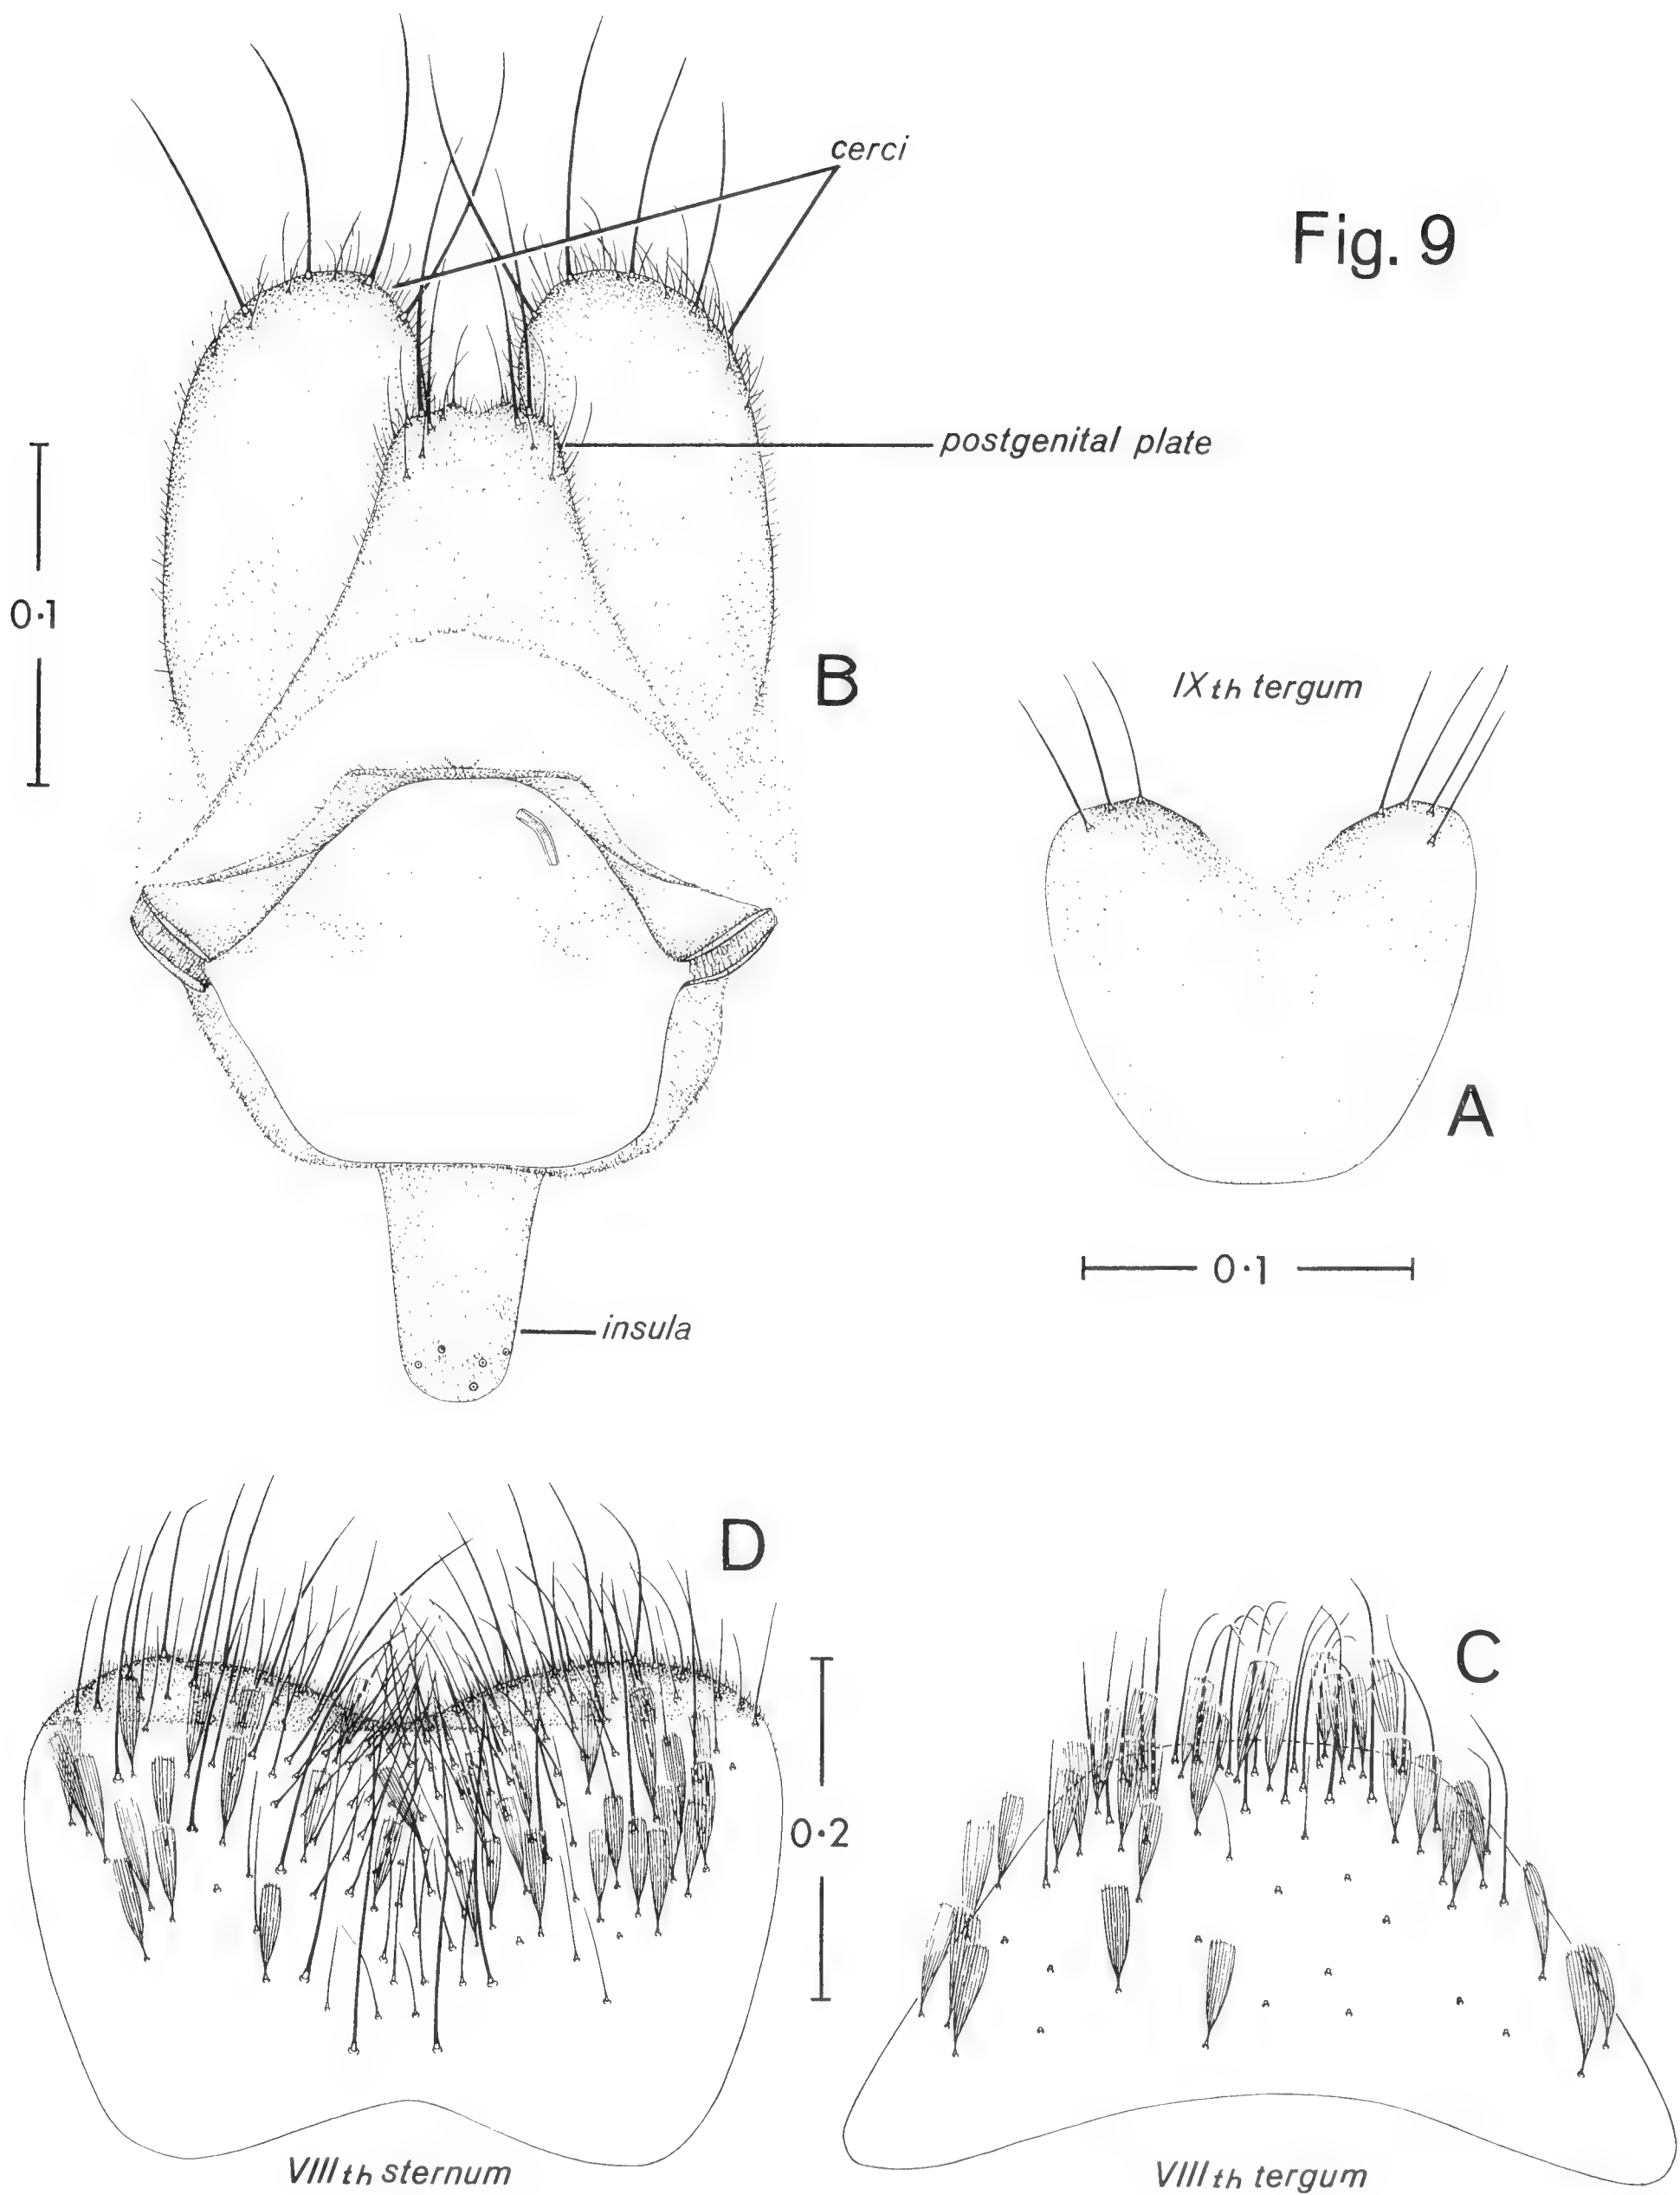 cerci
Fig. 9
postgenital plate
0·1
B
IXth tergum
A
0·1
insula
D
C
0·2
VIIIth sternum
VIIIth tergum